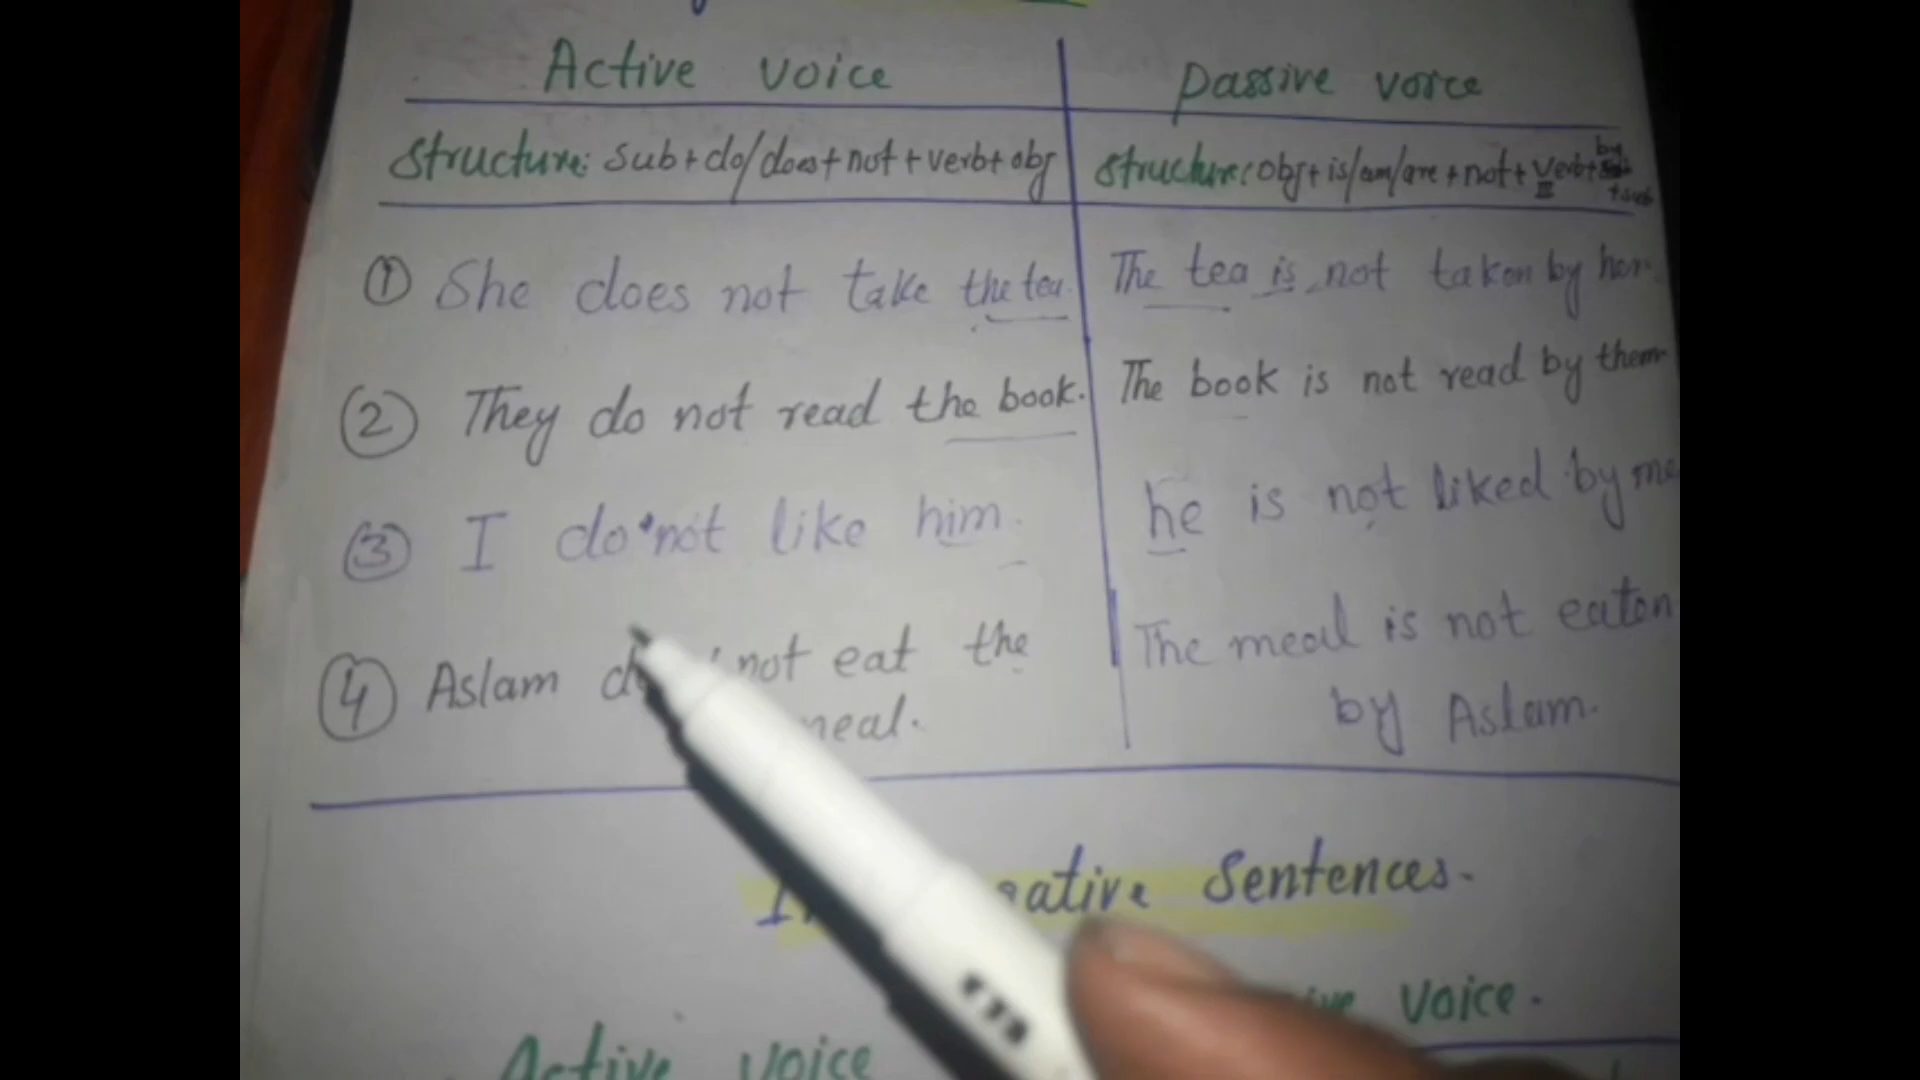 Active voice
passive voice
Structure: sub+do/does+not+verb+obj
Structure: obj+is/am/are+not+verb+by
III
+sub
① She does not take the tea.
The tea is not taken by her.
② They do not read the book.
The book is not read by them.
③ I do not like him.
he is not liked by me
④ Aslam not eat the
meal.
The meal is not eaten
by Aslam.
Sentences.
Voice.
Active voice